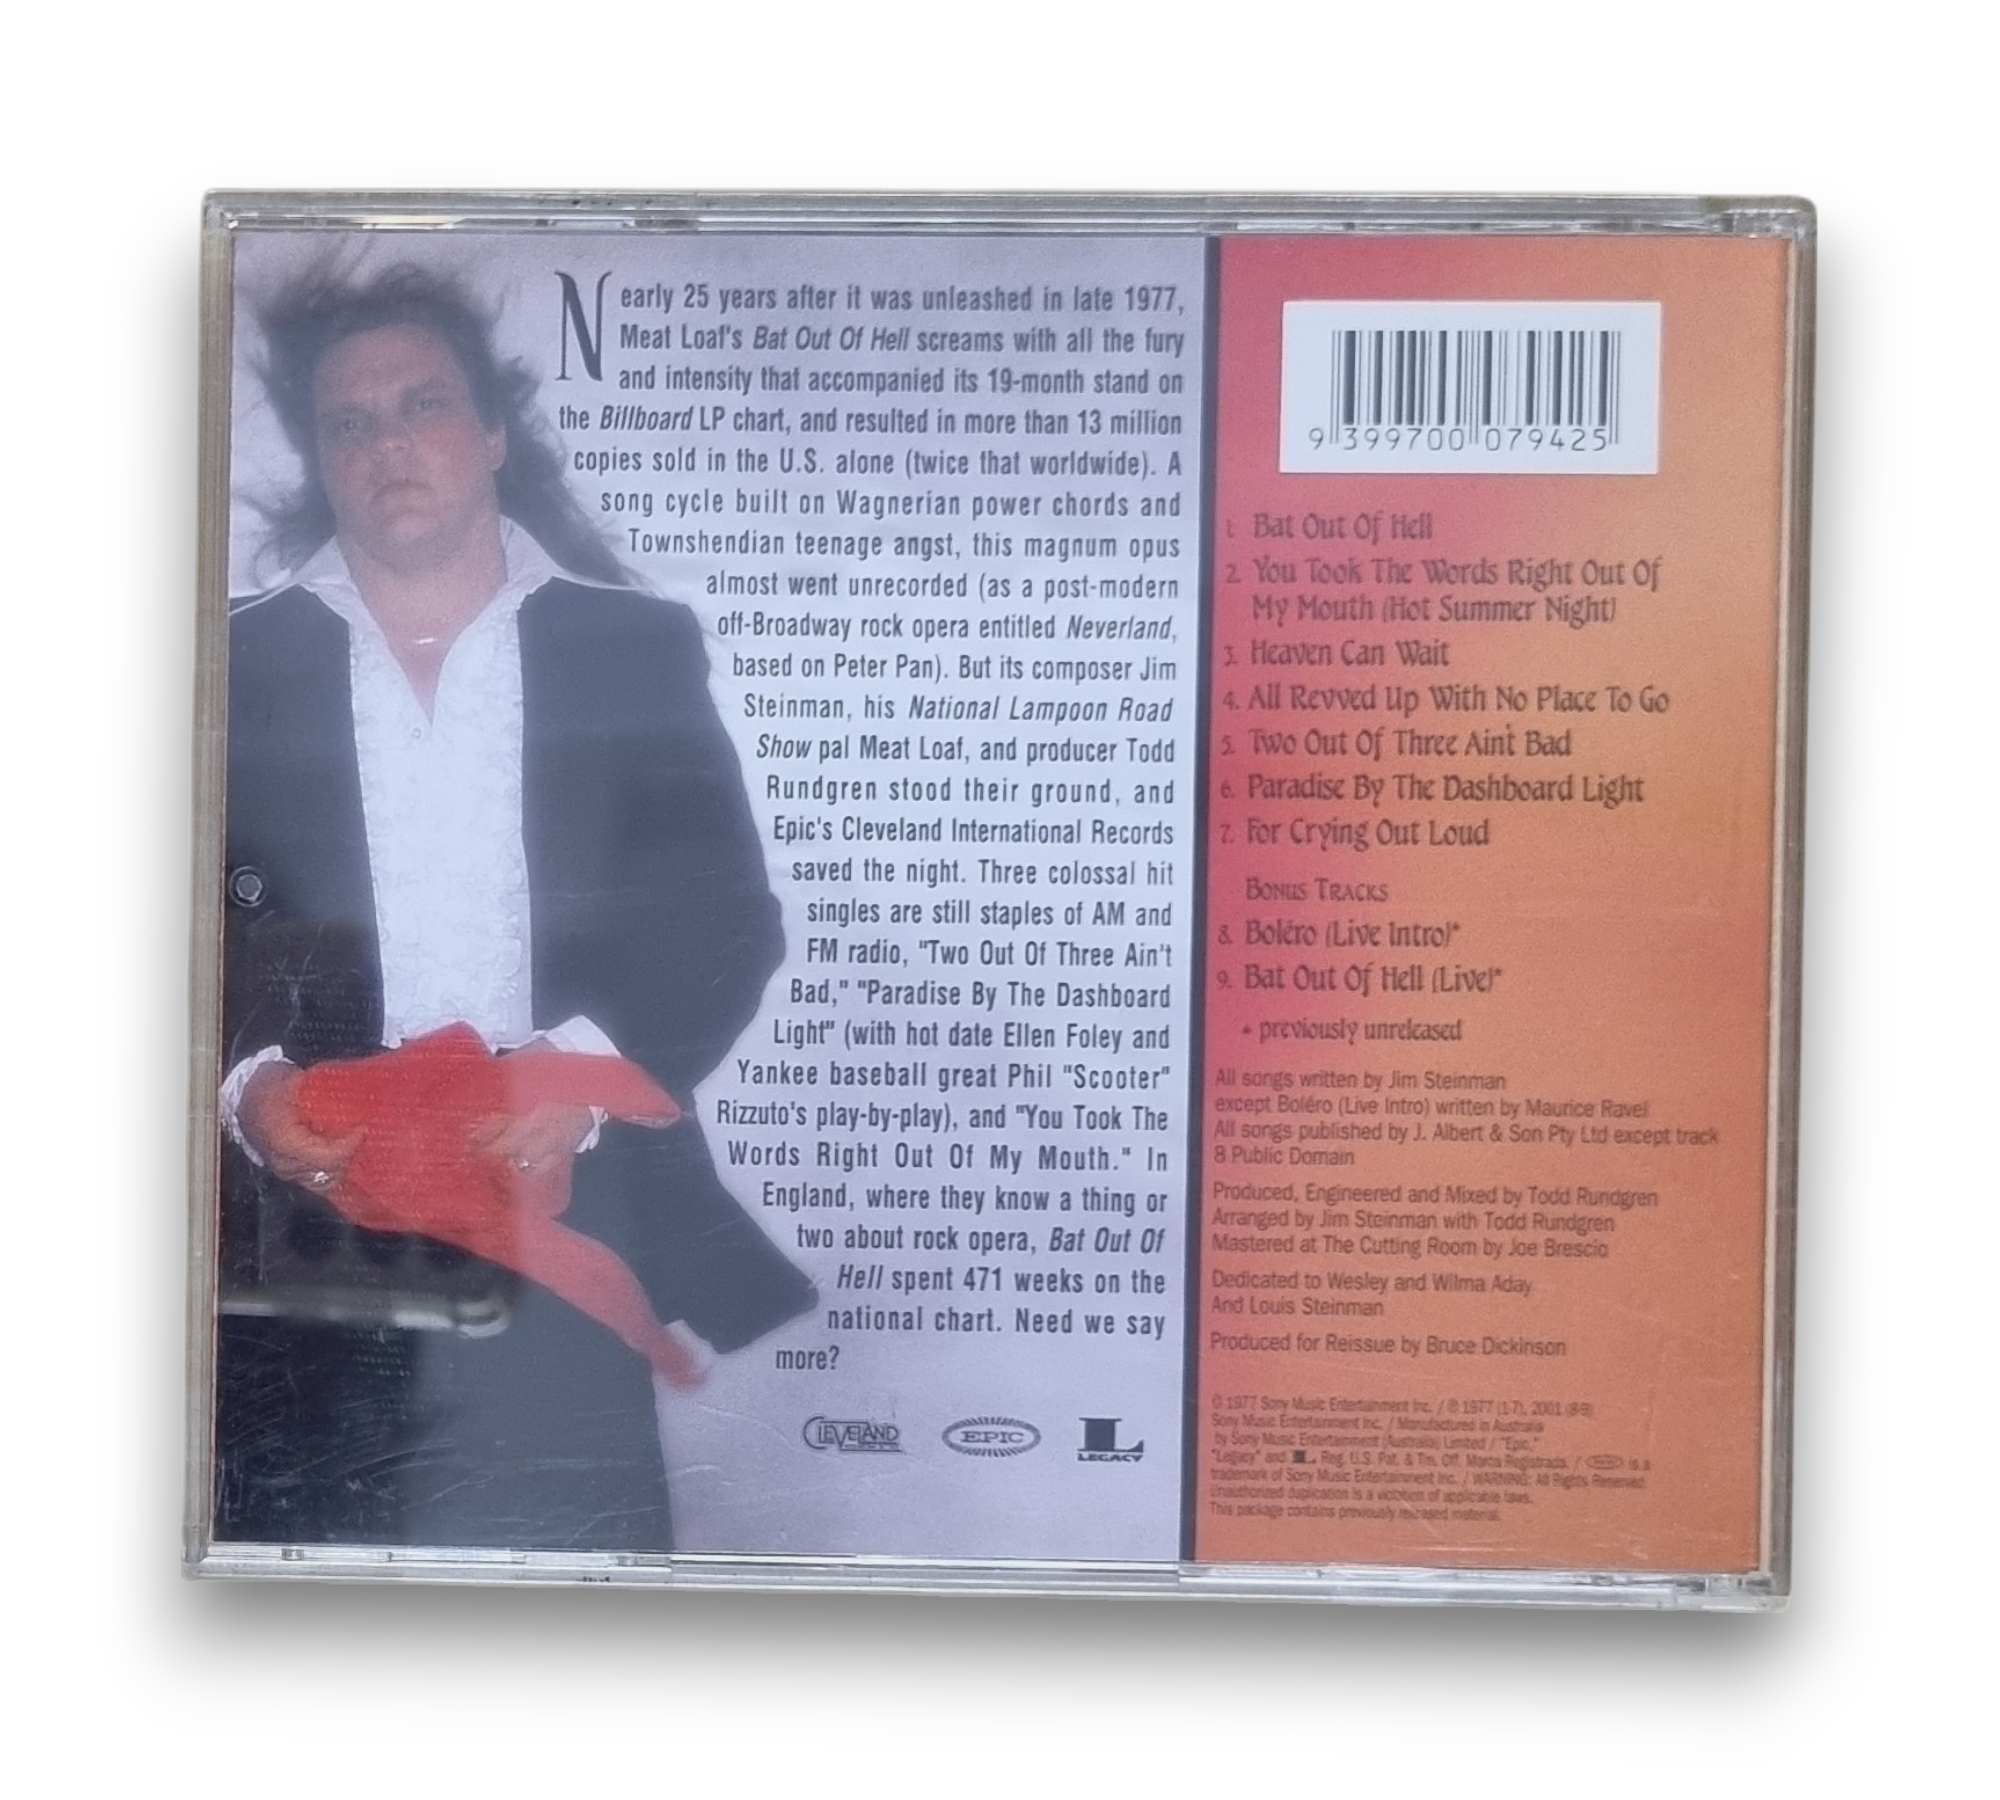 Nearly 25 years after it was unleashed in late 1977,
Meat Loaf's Bat Out Of Hell screams with all the fury
and intensity that accompanied its 19-month stand on
the Billboard LP chart, and resulted in more than 13 million
copies sold in the U.S. alone (twice that worldwide). A
song cycle built on Wagnerian power chords and
Townshendian teenage angst, this magnum opus
almost went unrecorded (as a post-modern
off-Broadway rock opera entitled Neverland,
based on Peter Pan). But its composer Jim
Steinman, his National Lampoon Road
Show pal Meat Loaf, and producer Todd
Rundgren stood their ground, and
Epic's Cleveland International Records
saved the night. Three colossal hit
singles are still staples of AM and
FM radio, "Two Out Of Three Ain't
Bad," "Paradise By The Dashboard
Light" (with hot date Ellen Foley and
Yankee baseball great Phil "Scooter"
Rizzuto's play-by-play), and "You Took The
Words Right Out Of My Mouth." In
England, where they know a thing or
two about rock opera, Bat Out Of
Hell spent 471 weeks on the
national chart. Need we say
more?
CLEVELAND
EPIC
L
LEGACY
9 399700 079425
1. Bat Out Of Hell
2. You Took The Words Right Out Of
My Mouth (Hot Summer Night)
3. Heaven Can Wait
4. All Revved Up With No Place To Go
5. Two Out Of Three Ain't Bad
6. Paradise By The Dashboard Light
7. For Crying Out Loud
Bonus Tracks
8. Boléro (Live Intro)*
9. Bat Out Of Hell (Live)*
* previously unreleased
All songs written by Jim Steinman
except Boléro (Live Intro) written by Maurice Ravel
All songs published by J. Albert & Son Pty Ltd except track
8 Public Domain
Produced, Engineered and Mixed by Todd Rundgren
Arranged by Jim Steinman with Todd Rundgren
Mastered at The Cutting Room by Joe Brescio
Dedicated to Wesley and Wilma Aday
And Louis Steinman
Produced for Reissue by Bruce Dickinson
© 1977 Sony Music Entertainment Inc. / ℗ 1977 (1-7), 2001 (8-9)
Sony Music Entertainment Inc. / Manufactured in Australia
by Sony Music Entertainment (Australia) Limited / "Epic,"
"Legacy" and L Reg. U.S. Pat. & Tm. Off. Marca Registrada. / is a
trademark of Sony Music Entertainment Inc. / WARNING: All Rights Reserved.
Unauthorized duplication is a violation of applicable laws.
This package contains previously released material.